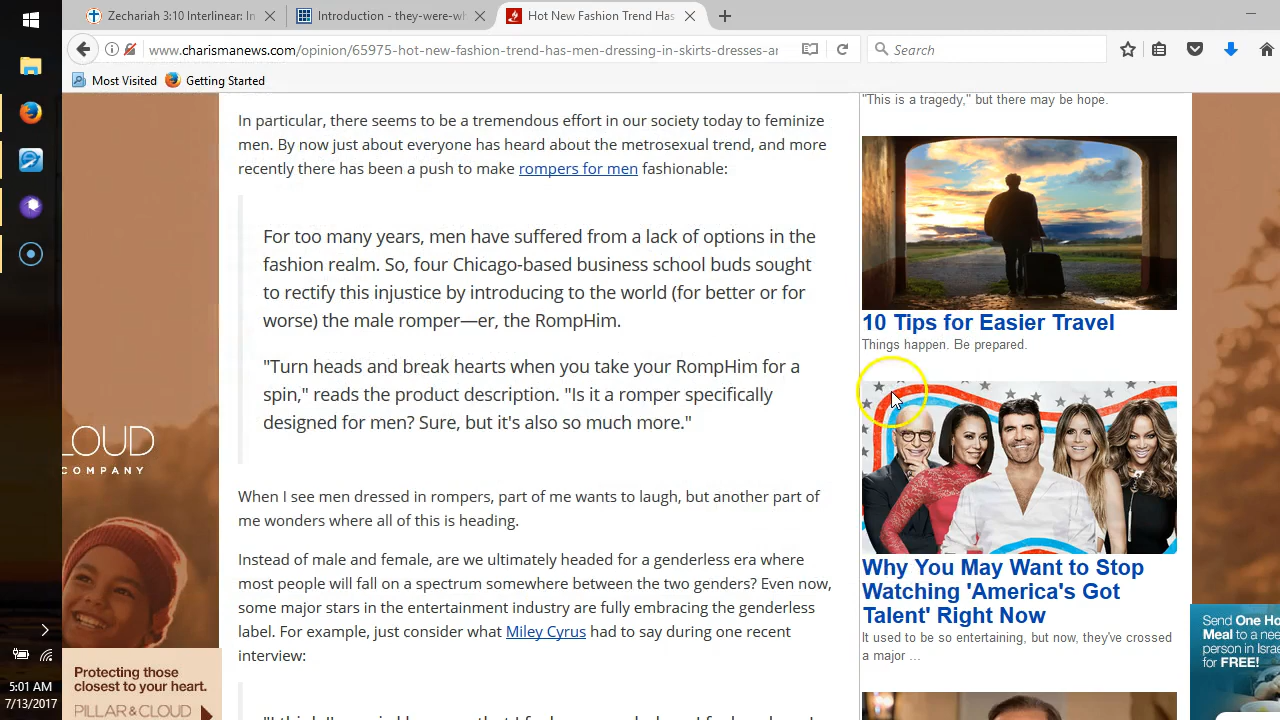 Zechariah 3:10 Interlinear: In
Introduction - they-were-wh
Hot New Fashion Trend Has
www.charismanews.com/opinion/65975-hot-new-fashion-trend-has-men-dressing-in-skirts-dresses-ar
Search
Most Visited
Getting Started
In particular, there seems to be a tremendous effort in our society today to feminize
men. By now just about everyone has heard about the metrosexual trend, and more
recently there has been a push to make rompers for men fashionable:
For too many years, men have suffered from a lack of options in the
fashion realm. So, four Chicago-based business school buds sought
to rectify this injustice by introducing to the world (for better or for
worse) the male romper—er, the RompHim.
"Turn heads and break hearts when you take your RompHim for a
spin," reads the product description. "Is it a romper specifically
designed for men? Sure, but it's also so much more."
When I see men dressed in rompers, part of me wants to laugh, but another part of
me wonders where all of this is heading.
Instead of male and female, are we ultimately headed for a genderless era where
most people will fall on a spectrum somewhere between the two genders? Even now,
some major stars in the entertainment industry are fully embracing the genderless
label. For example, just consider what Miley Cyrus had to say during one recent
interview:
"This is a tragedy," but there may be hope.
10 Tips for Easier Travel
Things happen. Be prepared.
Why You May Want to Stop
Watching 'America's Got
Talent' Right Now
It used to be so entertaining, but now, they've crossed
a major ...
LOUD
COMPANY
Protecting those
closest to your heart.
PILLAR&CLOUD
Send One Ho
Meal to a nee
person in Israe
for FREE!
5:01 AM
7/13/2017